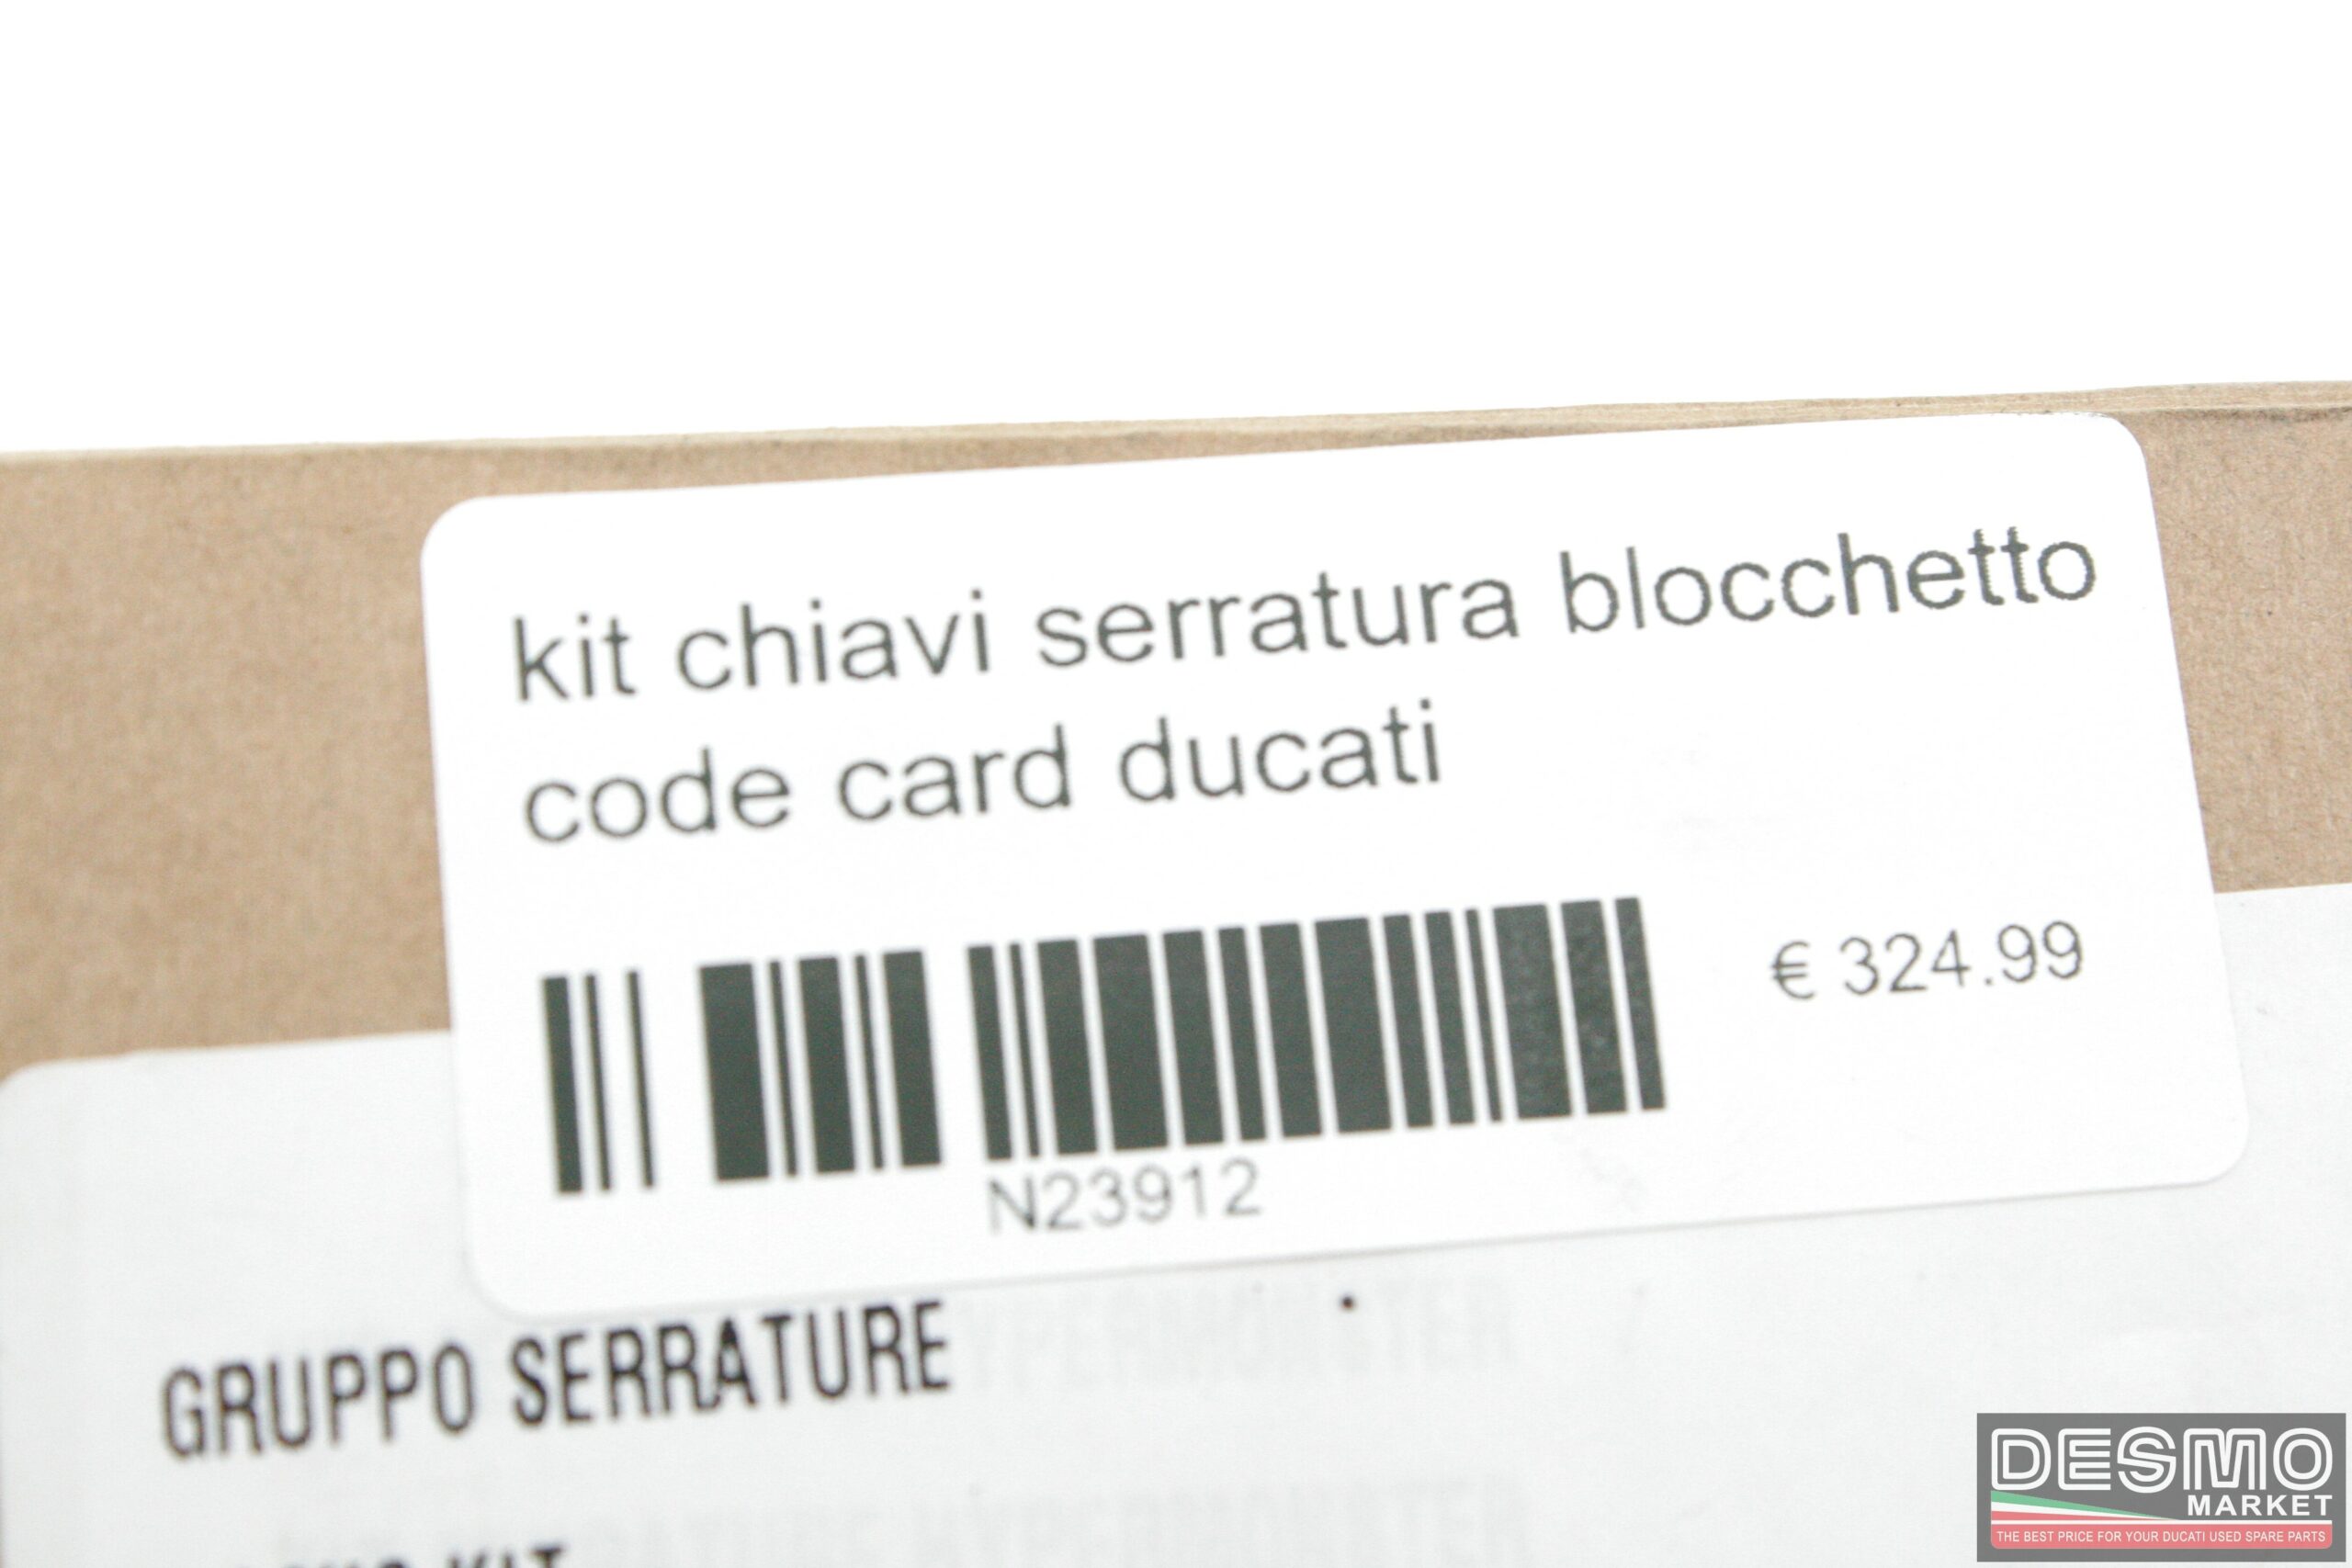 kit chiavi serratura blocchetto
code card ducati
€ 324.99
N23912
GRUPPO SERRATURE
KIT
DESMO
MARKET
THE BEST PRICE FOR YOUR DUCATI USED SPARE PARTS